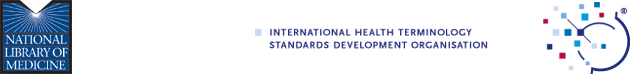 NATIONAL
LIBRARY OF
MEDICINE
INTERNATIONAL HEALTH TERMINOLOGY
STANDARDS DEVELOPMENT ORGANISATION
®